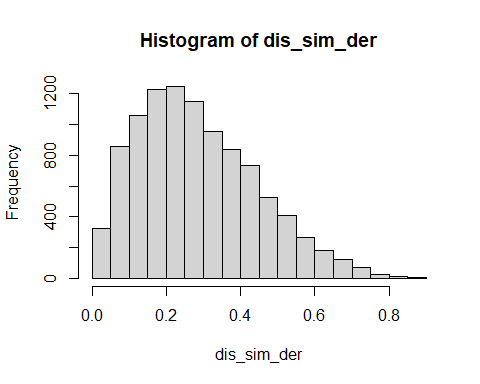 Histogram of dis_sim_der
Frequency
1200
800
400
0
0.0 0.2 0.4 0.6 0.8
dis_sim_der